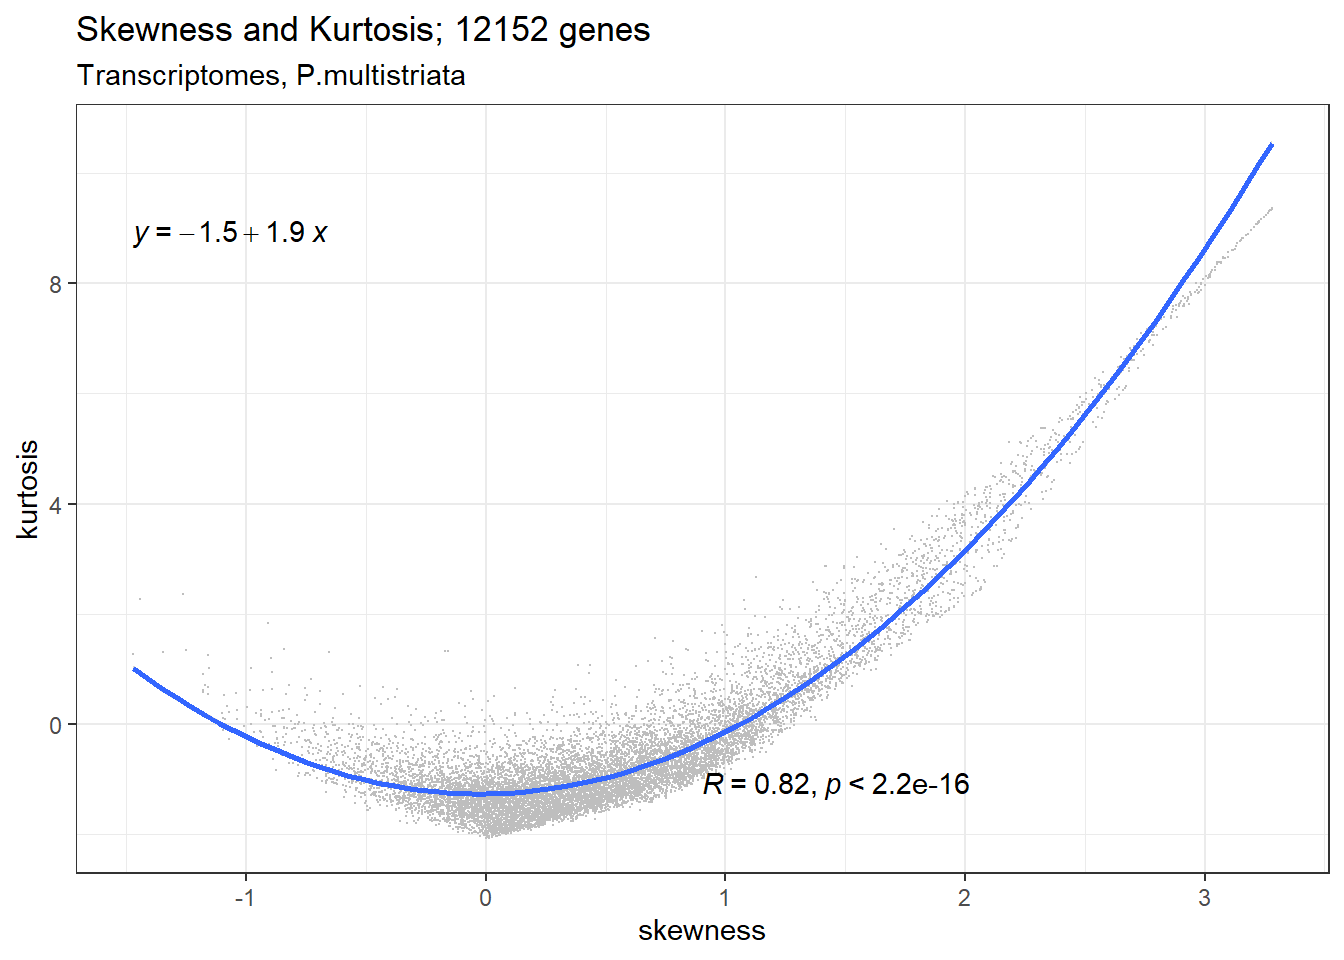 Skewness and Kurtosis; 12152 genes
Transcriptomes, P.multistriata
y = −1.5 + 1.9 x
8
4
0
kurtosis
R = 0.82, p < 2.2e-16
-1 0 1 2 3
skewness